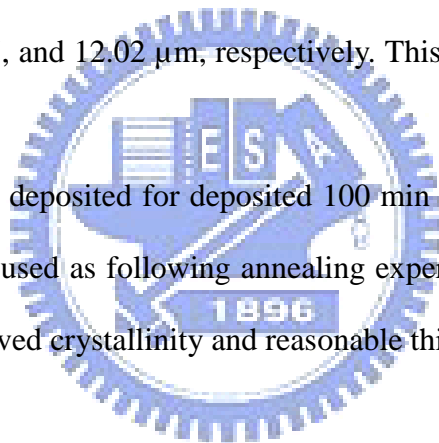 , and 12.02 μm, respectively. This
E S A
deposited for deposited 100 min
used as following annealing exper
1896
ved crystallinity and reasonable thi